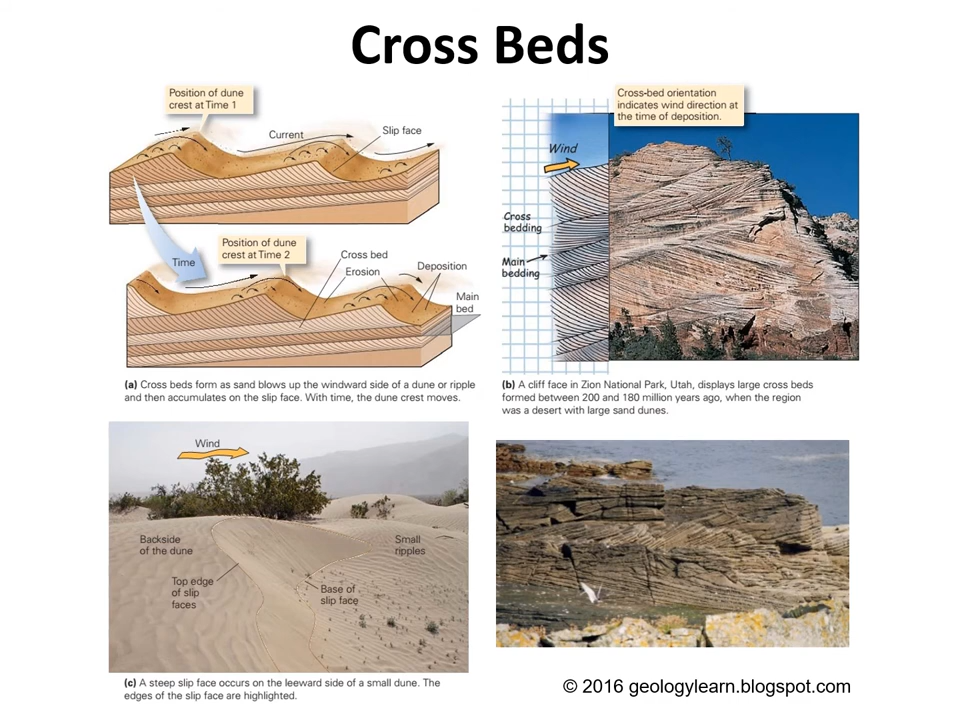 Cross Beds
Position of dune
crest at Time 1
Current
Slip face
Time
Position of dune
crest at Time 2
Cross bed
Erosion
Deposition
Main
bed
(a) Cross beds form as sand blows up the windward side of a dune or ripple
and then accumulates on the slip face. With time, the dune crest moves.
Cross-bed orientation
indicates wind direction at
the time of deposition.
Wind
Cross
bedding
Main
bedding
(b) A cliff face in Zion National Park, Utah, displays large cross beds
formed between 200 and 180 million years ago, when the region
was a desert with large sand dunes.
Wind
Backside
of the dune
Small
ripples
Top edge
of slip
faces
Base of
slip face
(c) A steep slip face occurs on the leeward side of a small dune. The
edges of the slip face are highlighted.
© 2016 geologylearn.blogspot.com